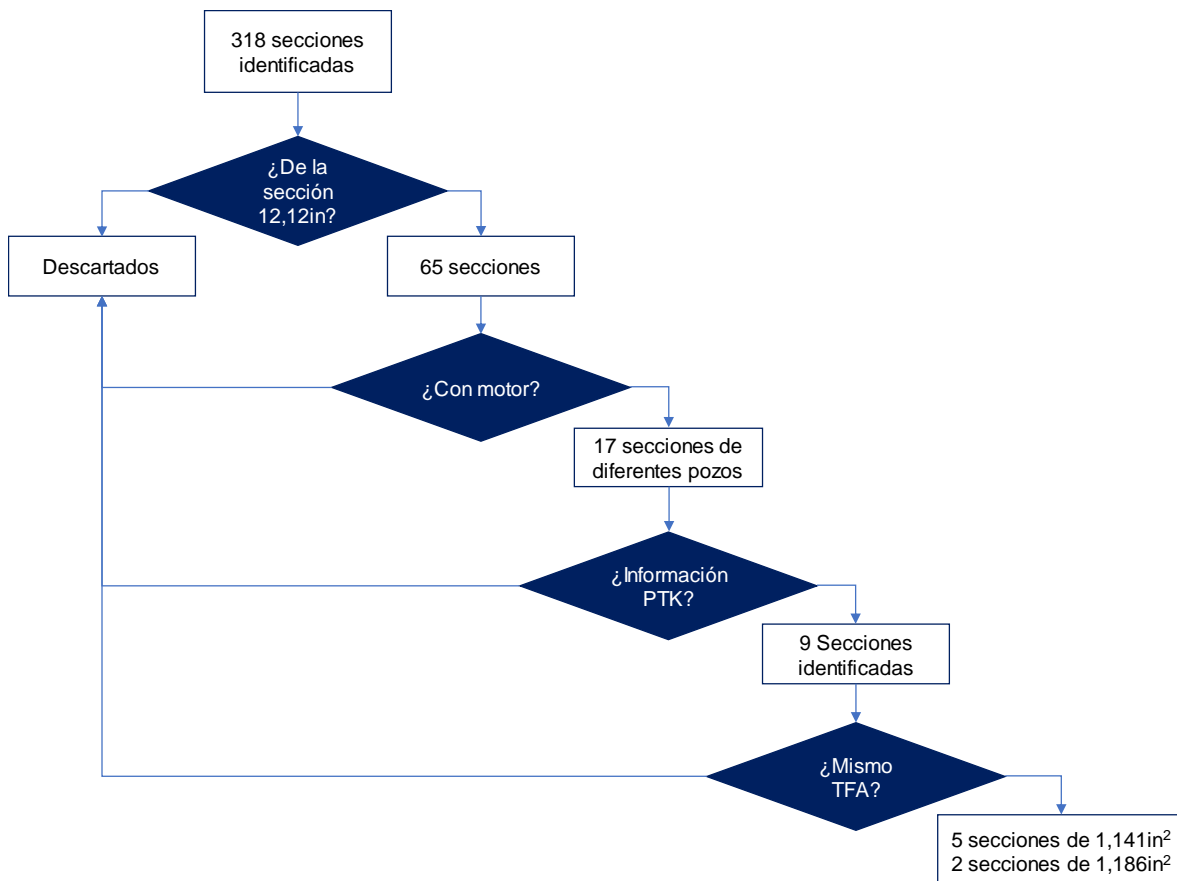 318 secciones
identificadas
¿De la
sección
12,12in?
Descartados
65 secciones
¿Con motor?
17 secciones de
diferentes pozos
¿Información
PTK?
9 Secciones
identificadas
¿Mismo
TFA?
5 secciones de 1,141in²
2 secciones de 1,186in²